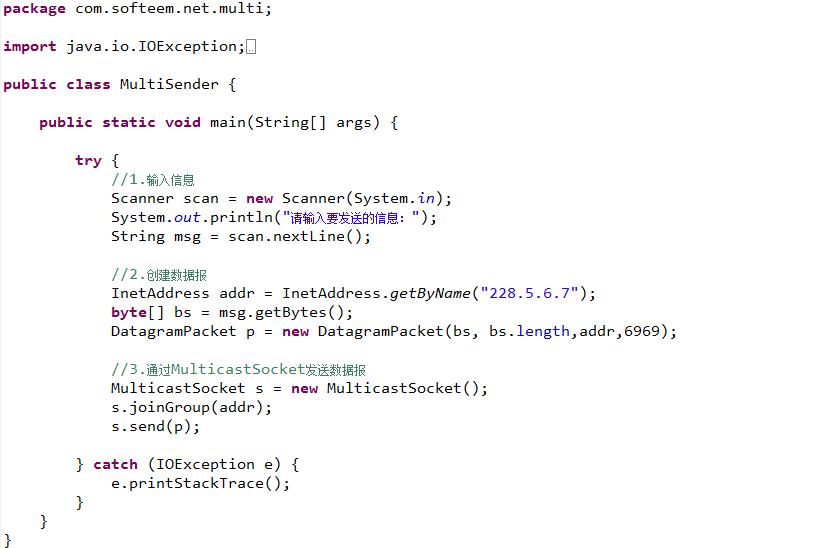 package com.softeem.net.multi;
import java.io.IOException;
public class MultiSender {
public static void main(String[] args) {
try {
//1.输入信息
Scanner scan = new Scanner(System.in);
System.out.println("请输入要发送的信息：");
String msg = scan.nextLine();
//2.创建数据报
InetAddress addr = InetAddress.getByName("228.5.6.7");
byte[] bs = msg.getBytes();
DatagramPacket p = new DatagramPacket(bs, bs.length,addr,6969);
//3.通过MulticastSocket发送数据报
MulticastSocket s = new MulticastSocket();
s.joinGroup(addr);
s.send(p);
} catch (IOException e) {
e.printStackTrace();
}
}
}